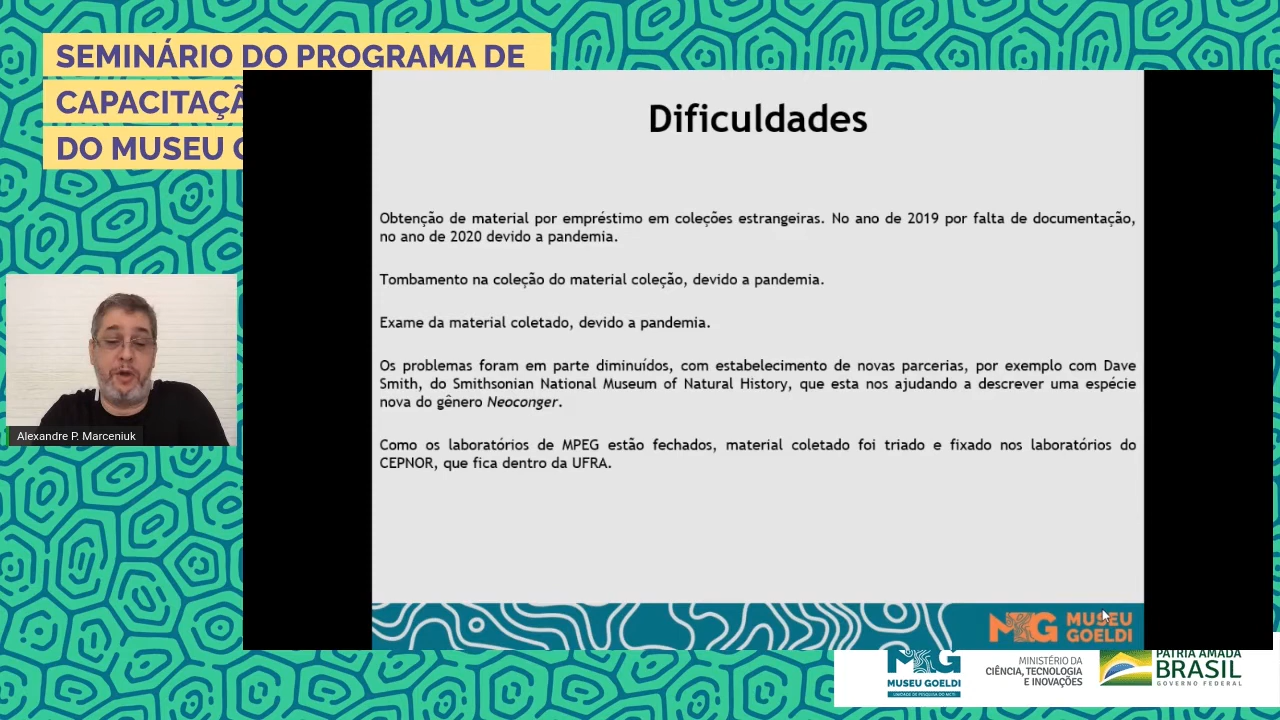 SEMINÁRIO DO PROGRAMA DE
CAPACITAÇÃ
DO MUSEU G
Dificuldades
Obtenção de material por empréstimo em coleções estrangeiras. No ano de 2019 por falta de documentação,
no ano de 2020 devido a pandemia.
Tombamento na coleção do material coleção, devido a pandemia.
Exame da material coletado, devido a pandemia.
Os problemas foram em parte diminuídos, com estabelecimento de novas parcerias, por exemplo com Dave
Smith, do Smithsonian National Museum of Natural History, que esta nos ajudando a descrever uma espécie
nova do gênero Neoconger.
Como os laboratórios de MPEG estão fechados, material coletado foi triado e fixado nos laboratórios do
CEPNOR, que fica dentro da UFRA.
Alexandre P. Marceniuk
MUSEU
GOELDI
MUSEU GOELDI
UNIDADE DE PESQUISA DO MCTI
MINISTÉRIO DA
CIÊNCIA, TECNOLOGIA
E INOVAÇÕES
PÁTRIA AMADA
BRASIL
GOVERNO FEDERAL